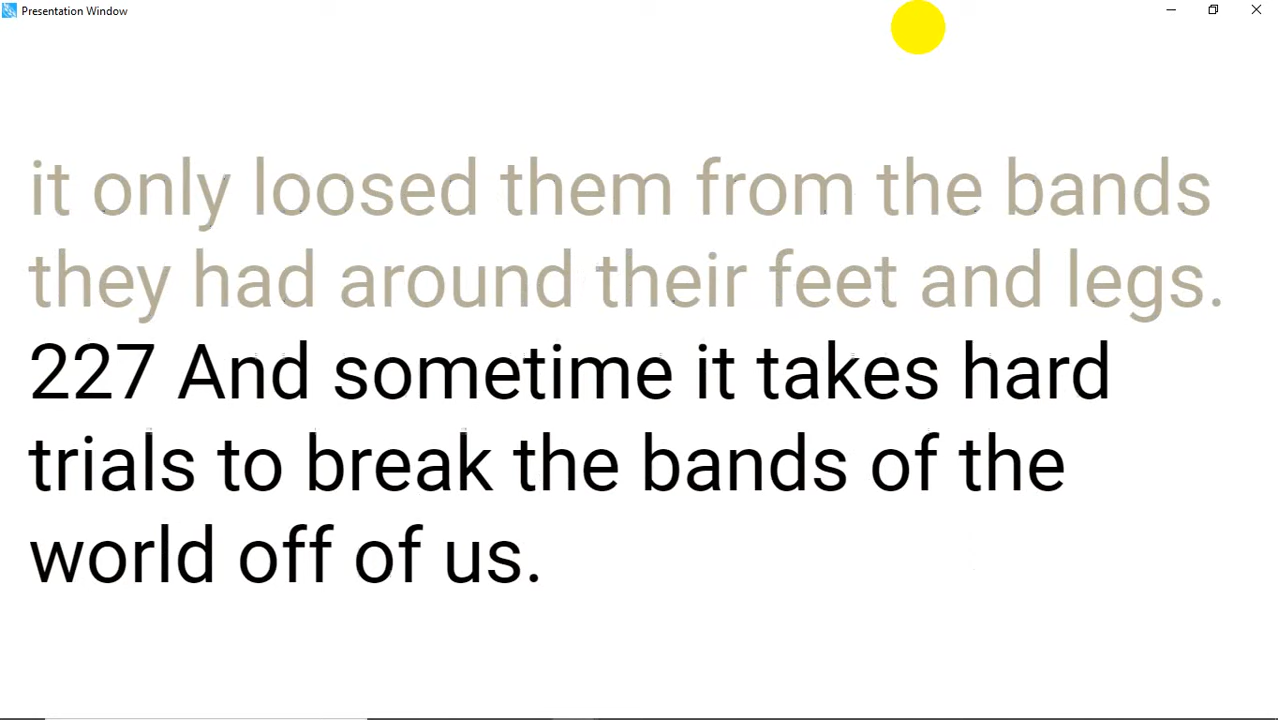 Presentation Window
it only loosed them from the bands
they had around their feet and legs.
227 And sometime it takes hard
trials to break the bands of the
world off of us.